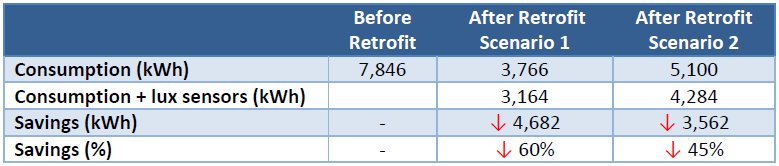 Before Retrofit After Retrofit Scenario 1 After Retrofit Scenario 2
Consumption (kWh) 7,846 3,766 5,100
Consumption + lux sensors (kWh) 3,164 4,284
Savings (kWh) - ↓ 4,682 ↓ 3,562
Savings (%) - ↓ 60% ↓ 45%